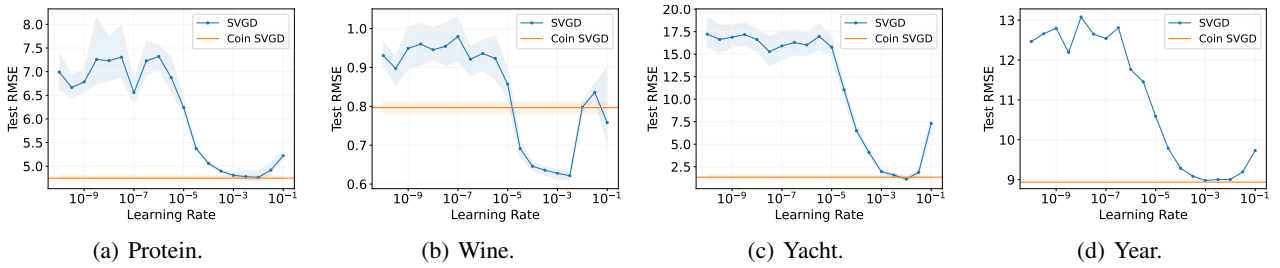 SVGD
Coin SVGD
Test RMSE
8.0
7.5
7.0
6.5
6.0
5.5
5.0
10⁻⁹
10⁻⁷
10⁻⁵
10⁻³
10⁻¹
Learning Rate
(a) Protein.
SVGD
Coin SVGD
Test RMSE
1.0
0.9
0.8
0.7
0.6
10⁻⁹
10⁻⁷
10⁻⁵
10⁻³
10⁻¹
Learning Rate
(b) Wine.
SVGD
Coin SVGD
Test RMSE
20.0
17.5
15.0
12.5
10.0
7.5
5.0
2.5
10⁻⁹
10⁻⁷
10⁻⁵
10⁻³
10⁻¹
Learning Rate
(c) Yacht.
SVGD
Coin SVGD
Test RMSE
13
12
11
10
9
10⁻⁹
10⁻⁷
10⁻⁵
10⁻³
10⁻¹
Learning Rate
(d) Year.